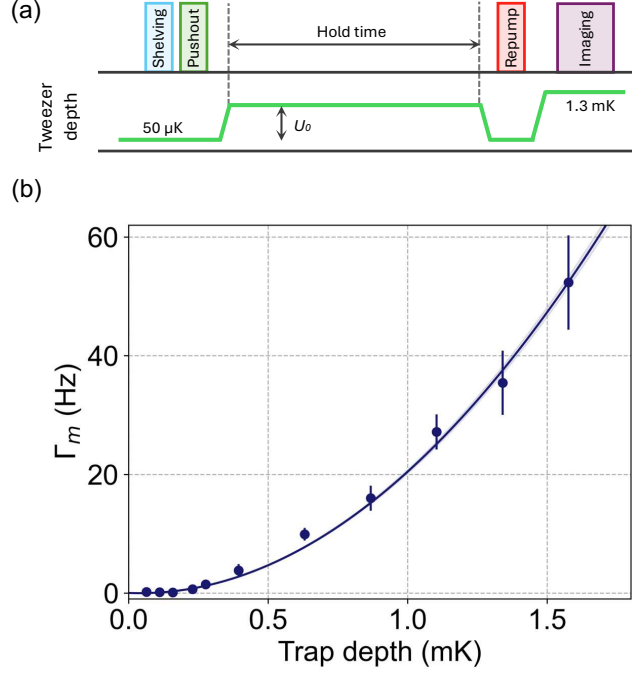 (a)
Shelving
Pushout
Hold time
Repump
Imaging
Tweezer
depth
50 µK
U₀
1.3 mK
(b)
60
40
20
0
Γₘ (Hz)
0.0 0.5 1.0 1.5
Trap depth (mK)